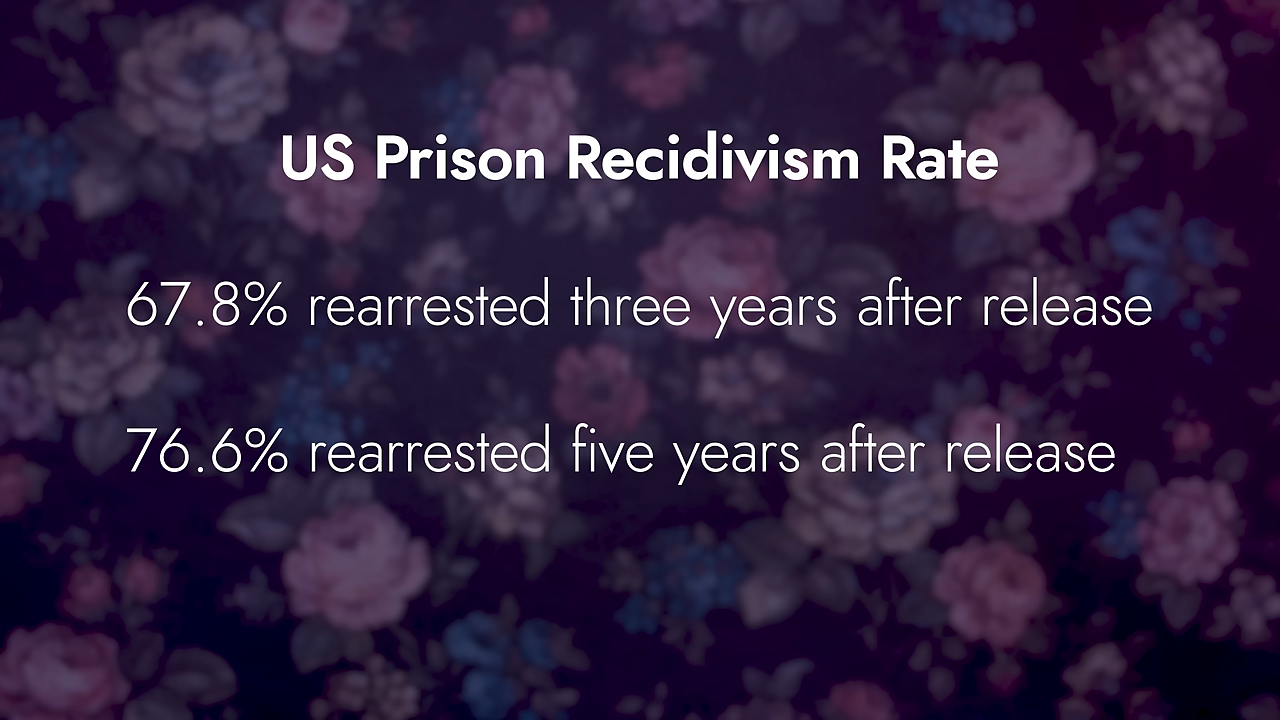 US Prison Recidivism Rate
67.8% rearrested three years after release
76.6% rearrested five years after release